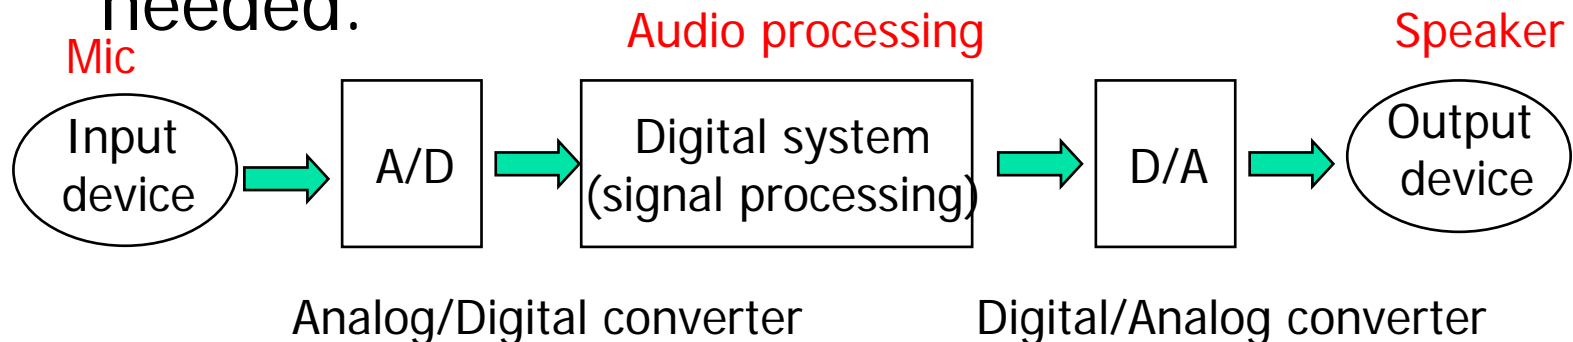 needed.
Mic
Audio processing
Speaker
Input
device
A/D
Digital system
(signal processing)
D/A
Output
device
Analog/Digital converter
Digital/Analog converter